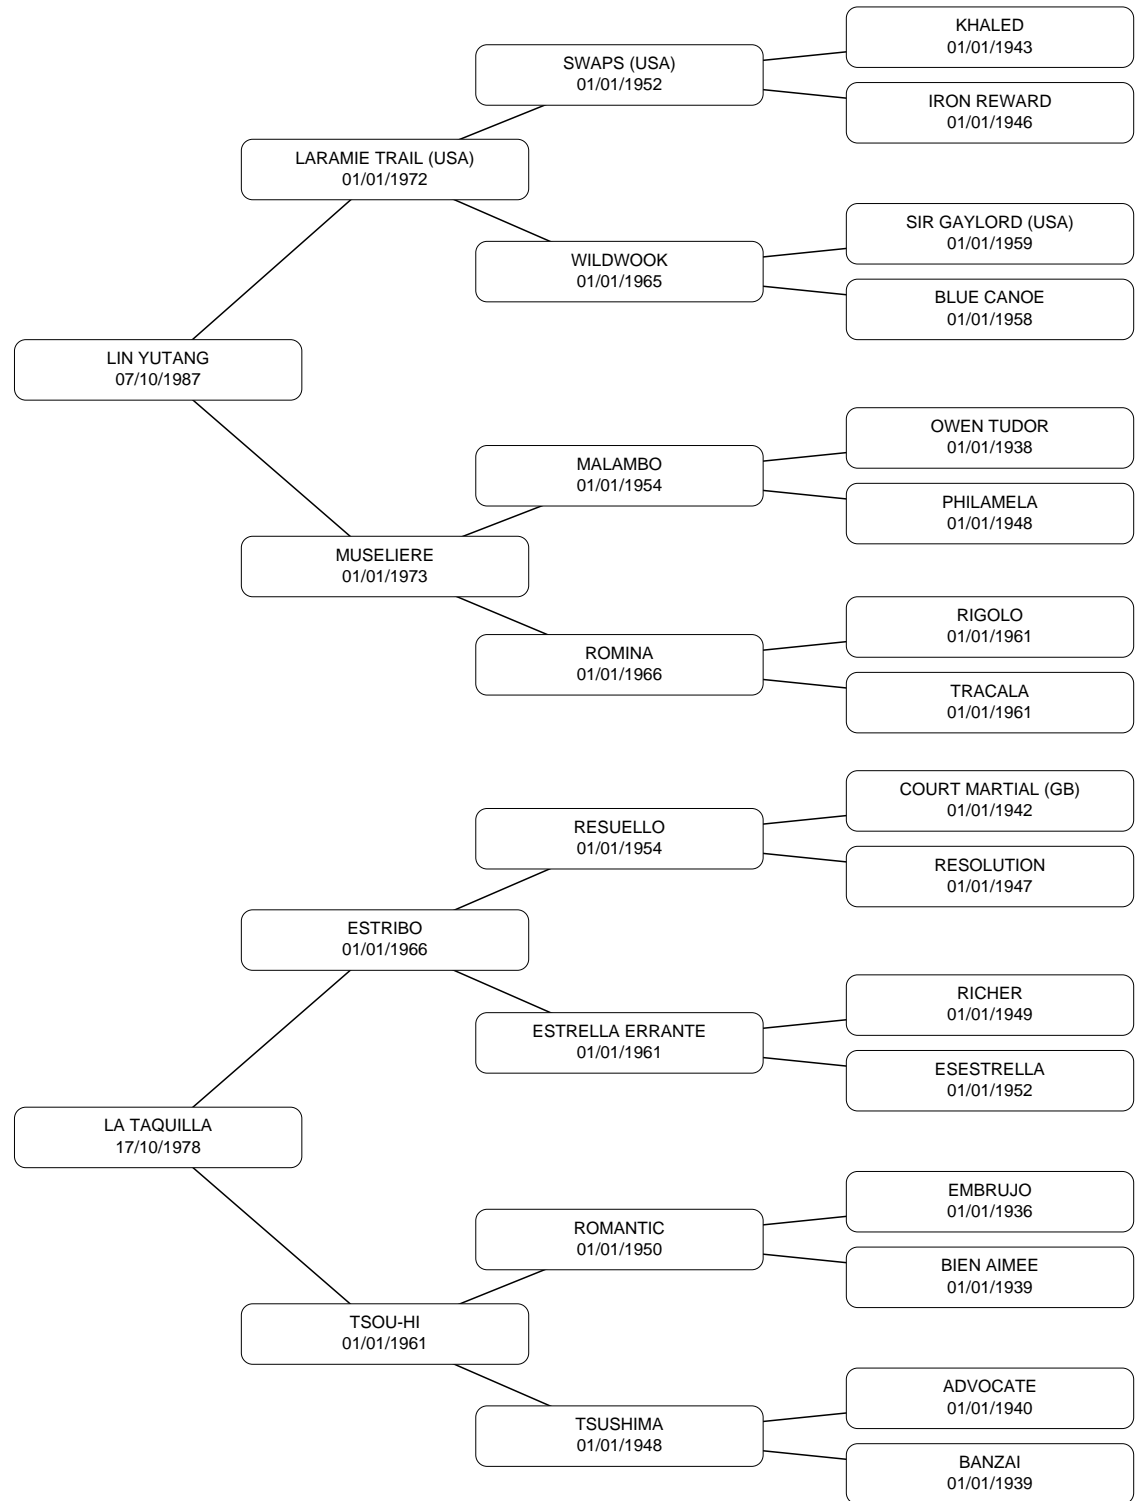 KHALED
01/01/1943
SWAPS (USA)
01/01/1952
IRON REWARD
01/01/1946
LARAMIE TRAIL (USA)
01/01/1972
SIR GAYLORD (USA)
01/01/1959
WILDWOOK
01/01/1965
BLUE CANOE
01/01/1958
LIN YUTANG
07/10/1987
OWEN TUDOR
01/01/1938
MALAMBO
01/01/1954
PHILAMELA
01/01/1948
MUSELIERE
01/01/1973
RIGOLO
01/01/1961
ROMINA
01/01/1966
TRACALA
01/01/1961
COURT MARTIAL (GB)
01/01/1942
RESUELLO
01/01/1954
RESOLUTION
01/01/1947
ESTRIBO
01/01/1966
RICHER
01/01/1949
ESTRELLA ERRANTE
01/01/1961
ESESTRELLA
01/01/1952
LA TAQUILLA
17/10/1978
EMBRUJO
01/01/1936
ROMANTIC
01/01/1950
BIEN AIMEE
01/01/1939
TSOU-HI
01/01/1961
ADVOCATE
01/01/1940
TSUSHIMA
01/01/1948
BANZAI
01/01/1939